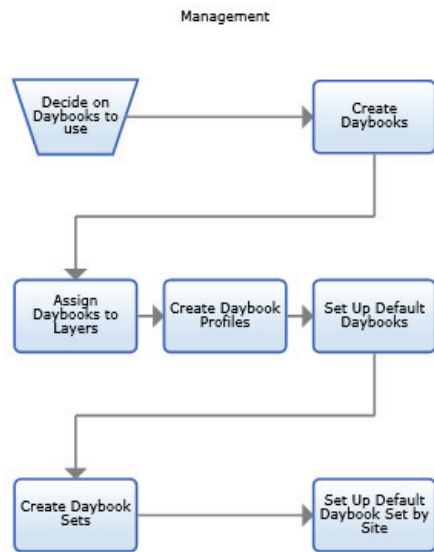 Management
Decide on
Daybooks to
use
Create
Daybooks
Assign
Daybooks to
Layers
Create Daybook
Profiles
Set Up Default
Daybooks
Create Daybook
Sets
Set Up Default
Daybook Set by
Site